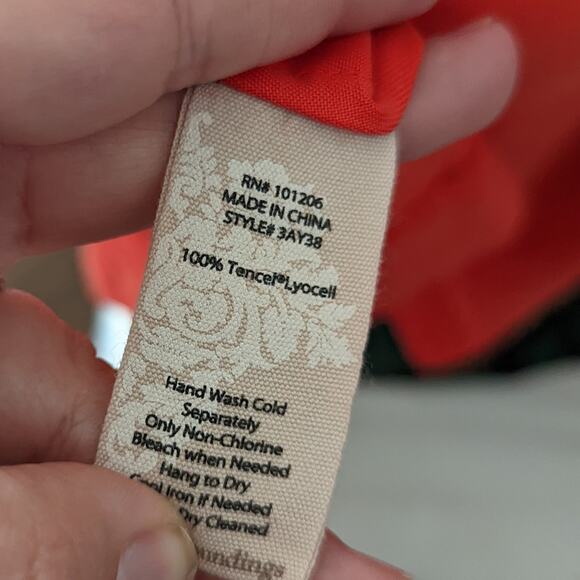 RN# 101206
MADE IN CHINA
STYLE# 3AY38
100% Tencel®Lyocell
Hand Wash Cold
Separately
Only Non-Chlorine
Bleach when Needed
Hang to Dry
Iron if Needed
Dry Cleaned